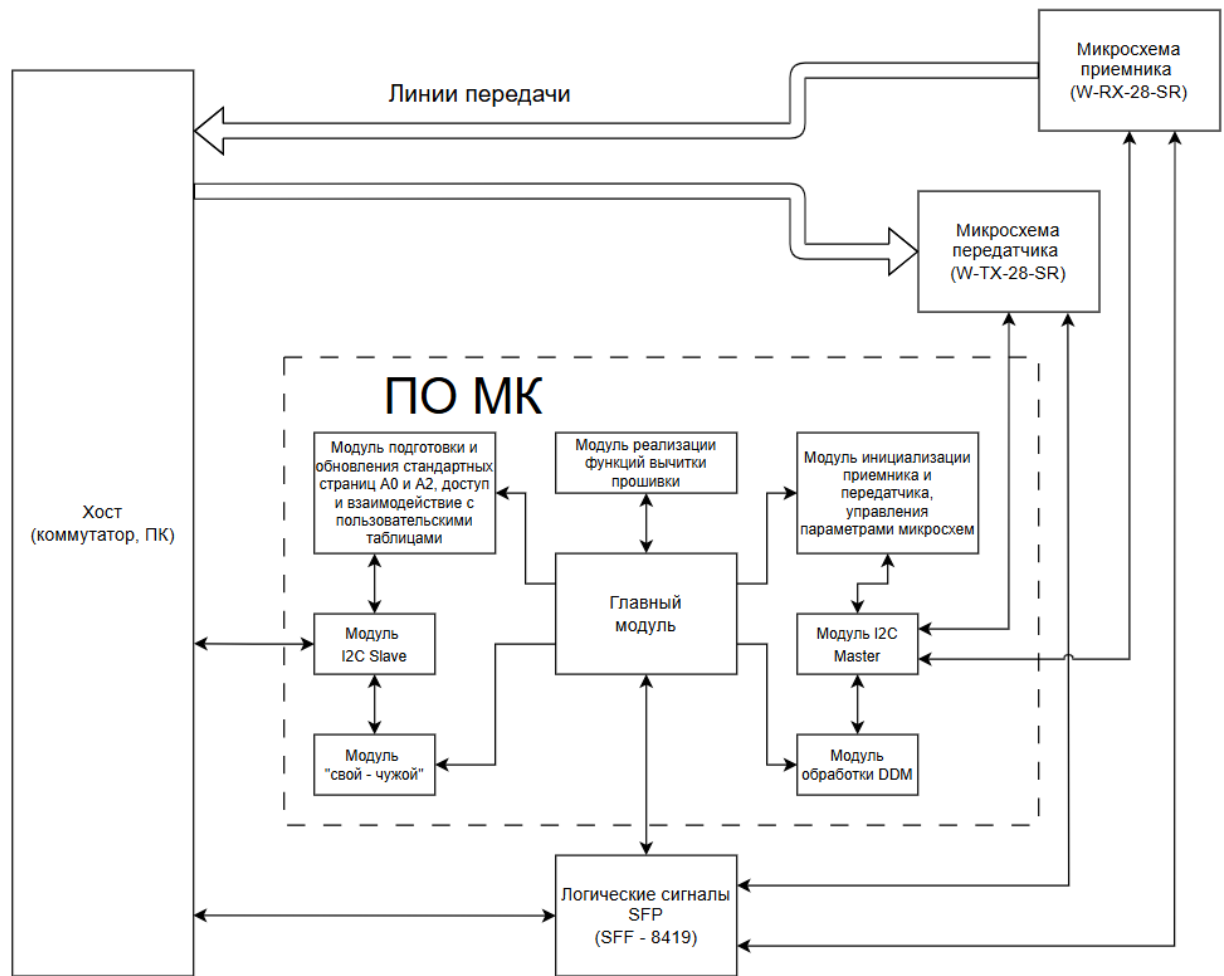 Микросхема
приемника
(W-RX-28-SR)
Линии передачи
Микросхема
передатчика
(W-TX-28-SR)
Хост
(коммутатор, ПК)
ПО МК
Модуль подготовки и
обновления стандартных
страниц A0 и A2, доступ
и взаимодействие с
пользовательскими
таблицами
Модуль реализации
функций вычитки
прошивки
Модуль инициализации
приемника и
передатчика,
управления
параметрами микросхем
Главный
модуль
Модуль
I2C Slave
Модуль I2C
Master
Модуль
"свой - чужой"
Модуль
обработки DDM
Логические сигналы
SFP
(SFF - 8419)